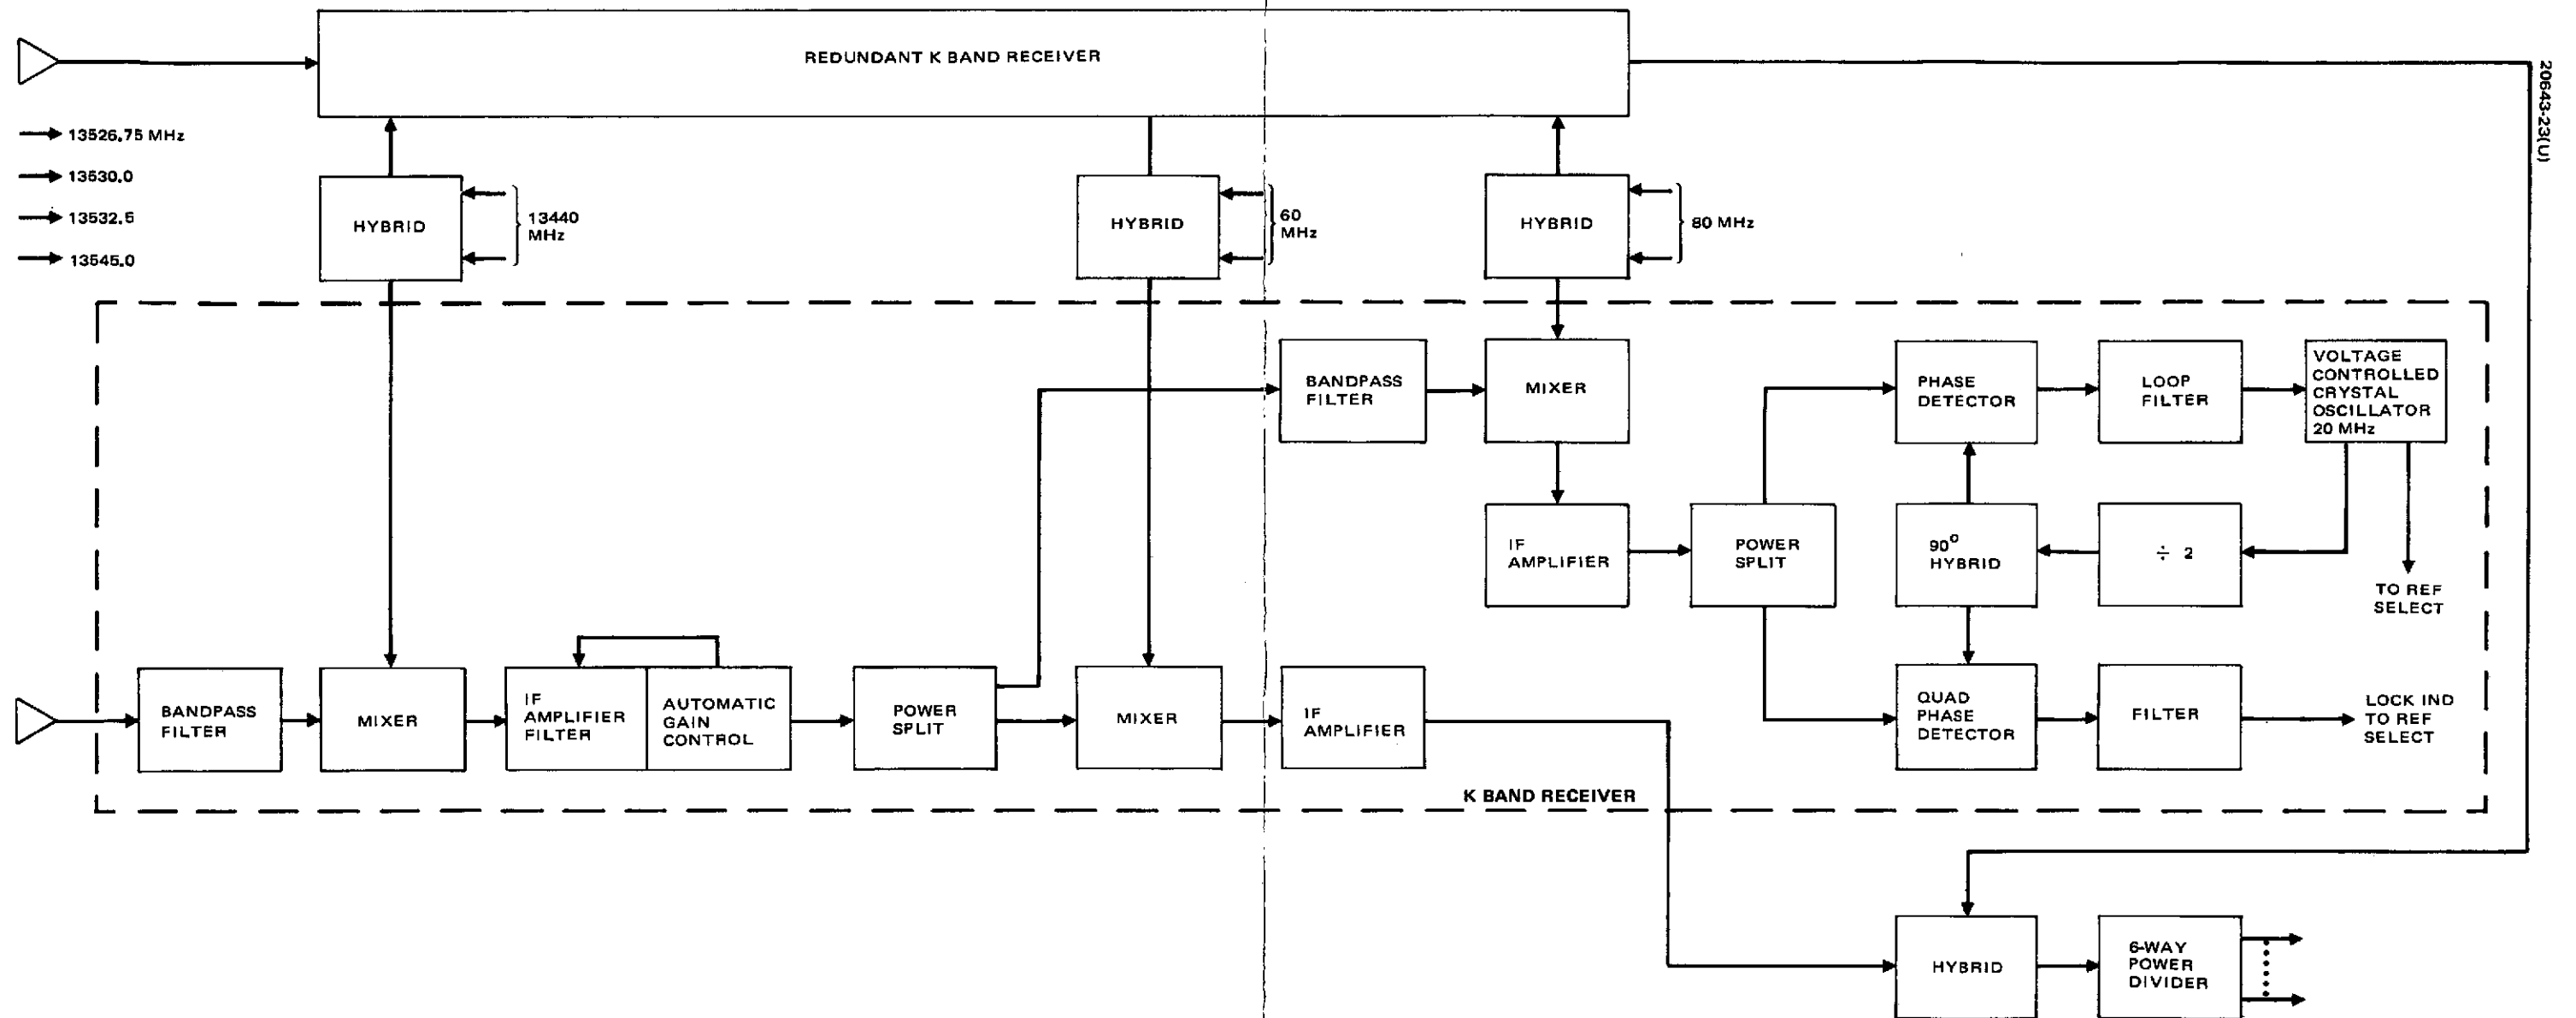 REDUNDANT K BAND RECEIVER
20643-23(U)
13526.75 MHz
13530.0
13532.5
13545.0
HYBRID
13440
MHz
HYBRID
60
MHz
HYBRID
80 MHz
BANDPASS
FILTER
MIXER
PHASE
DETECTOR
LOOP
FILTER
VOLTAGE
CONTROLLED
CRYSTAL
OSCILLATOR
20 MHz
IF
AMPLIFIER
POWER
SPLIT
90°
HYBRID
÷ 2
TO REF
SELECT
BANDPASS
FILTER
MIXER
IF
AMPLIFIER
FILTER
AUTOMATIC
GAIN
CONTROL
POWER
SPLIT
MIXER
IF
AMPLIFIER
QUAD
PHASE
DETECTOR
FILTER
LOCK IND
TO REF
SELECT
K BAND RECEIVER
HYBRID
6-WAY
POWER
DIVIDER